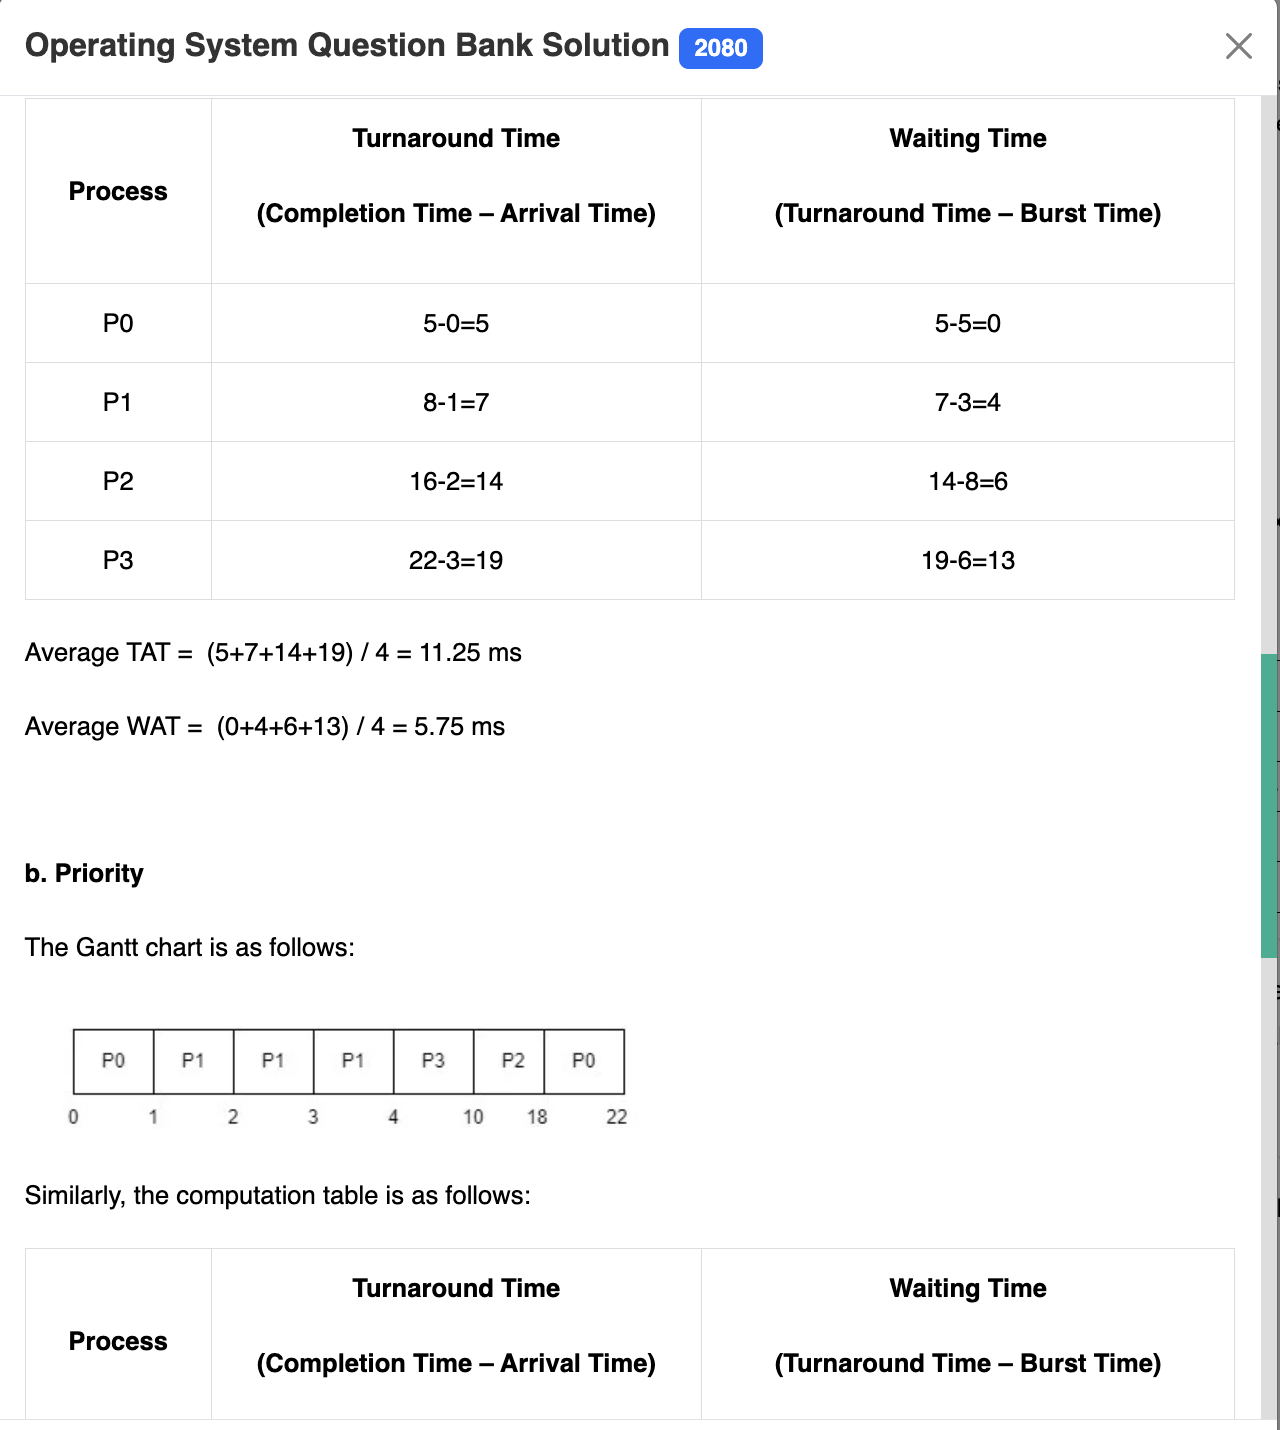 Operating System Question Bank Solution 2080
Process
Turnaround Time
(Completion Time – Arrival Time)
Waiting Time
(Turnaround Time – Burst Time)
P0 5-0=5 5-5=0
P1 8-1=7 7-3=4
P2 16-2=14 14-8=6
P3 22-3=19 19-6=13
Average TAT = (5+7+14+19) / 4 = 11.25 ms
Average WAT = (0+4+6+13) / 4 = 5.75 ms
b. Priority
The Gantt chart is as follows:
P0 P1 P1 P1 P3 P2 P0
0 1 2 3 4 10 18 22
Similarly, the computation table is as follows:
Process
Turnaround Time
(Completion Time – Arrival Time)
Waiting Time
(Turnaround Time – Burst Time)